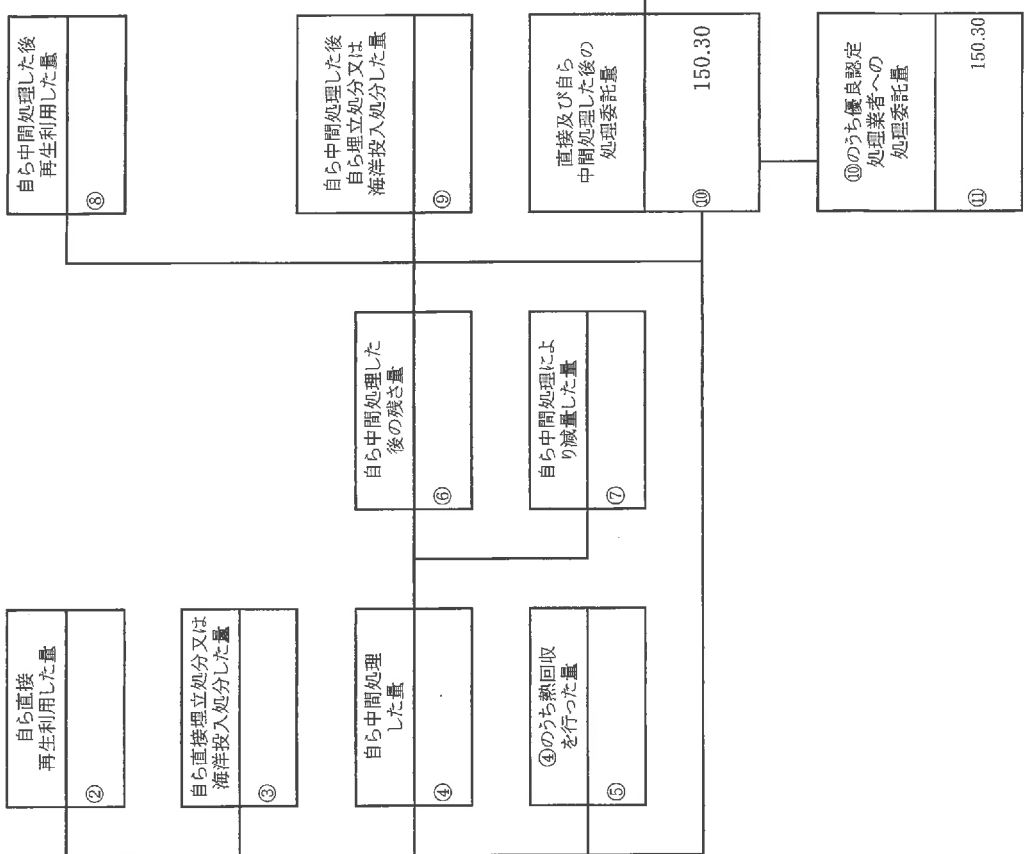 自ら直接
再生利用した量
②
自ら直接埋立処分又は
海洋投入処分した量
③
自ら中間処理
した量
④
④のうち熱回収
を行った量
⑤
自ら中間処理した
後の残さ量
⑥
自ら中間処理によ
り減量した量
⑦
自ら中間処理した後
再生利用した量
⑧
自ら中間処理した後
自ら埋立処分又は
海洋投入処分した量
⑨
直接及び自ら
中間処理した後の
処理委託量
⑩ 150.30
⑩のうち優良認定
処理業者への
処理委託量
⑪ 150.30